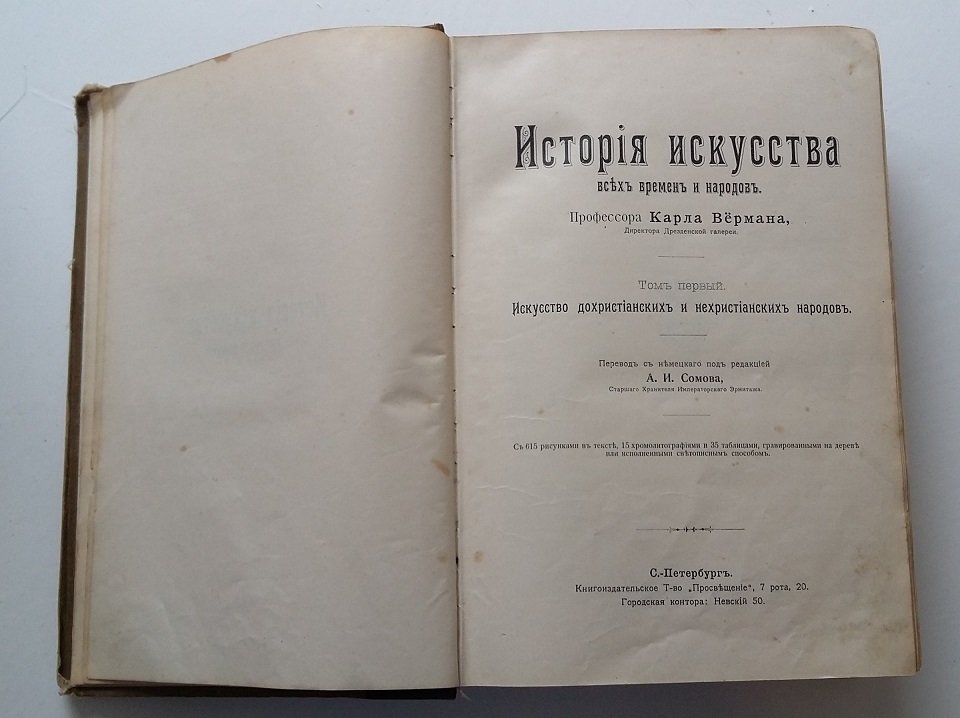 Исторія искусства
всѣхъ временъ и народовъ.
Профессора Карла Вёрмана,
Директора Дрезденской галереи.
Томъ первый.
Искусство дохристіанскихъ и нехристіанскихъ народовъ.
Переводъ съ нѣмецкаго подъ редакціей
А. И. Сомова,
Старшаго Хранителя Императорскаго Эрмитажа.
Съ 615 рисунками въ текстѣ, 15 хромолитографіями и 35 таблицами, гравированными на деревѣ
или исполненными свѣтописнымъ способомъ.
С.-Петербургъ.
Книгоиздательское Т-во „Просвѣщеніе“, 7 рота, 20.
Городская контора: Невскій 50.